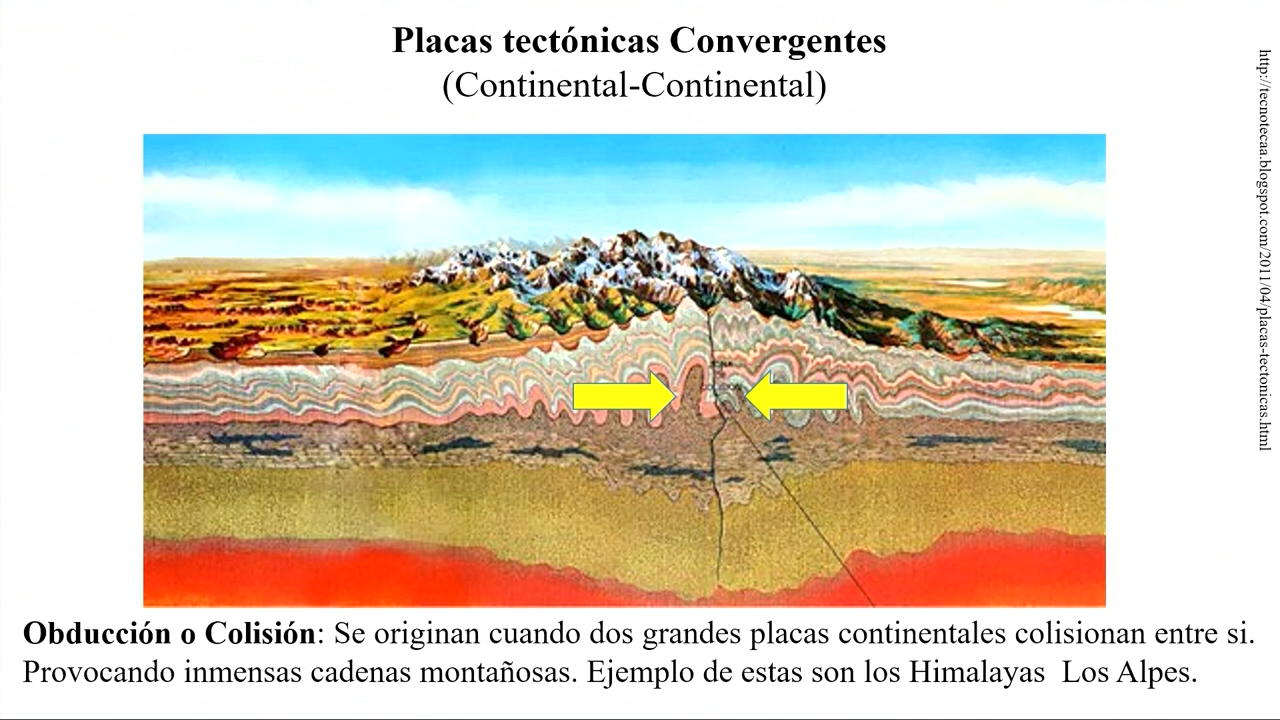 Placas tectónicas Convergentes
(Continental-Continental)
http://tecnotecaa.blogspot.com/2011/04/placas-tectonicas.html
Obducción o Colisión: Se originan cuando dos grandes placas continentales colisionan entre si.
Provocando inmensas cadenas montañosas. Ejemplo de estas son los Himalayas  Los Alpes.